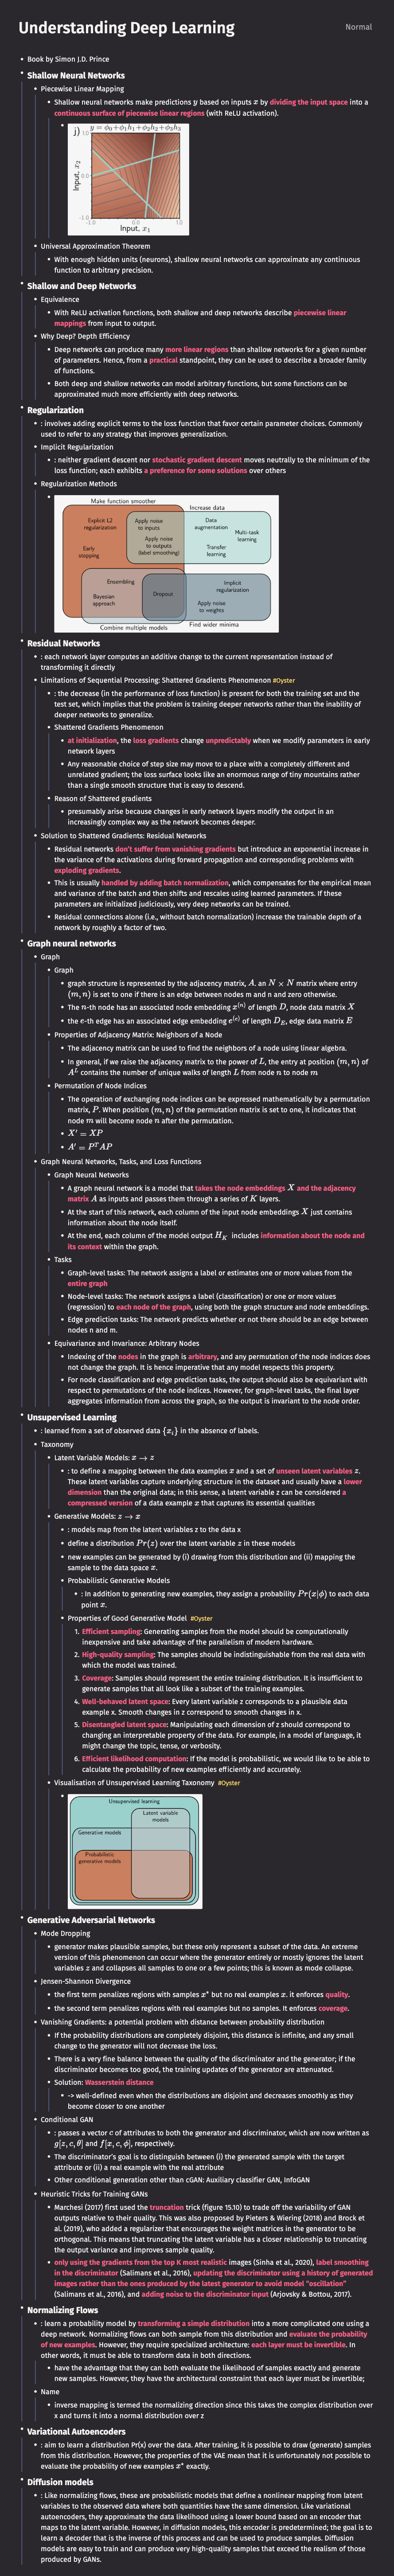 Understanding Deep Learning
Normal
Book by Simon J.D. Prince
Shallow Neural Networks
Piecewise Linear Mapping
Shallow neural networks make predictions y based on inputs x by dividing the input space into a
continuous surface of piecewise linear regions (with ReLU activation).
j) y = ϕ0+ϕ1h1+ϕ2h2+ϕ3h3
1.0
Input, x2
0.0
-1.0
-1.0 0.0 1.0
Input, x1
Universal Approximation Theorem
With enough hidden units (neurons), shallow neural networks can approximate any continuous
function to arbitrary precision.
Shallow and Deep Networks
Equivalence
With ReLU activation functions, both shallow and deep networks describe piecewise linear
mappings from input to output.
Why Deep? Depth Efficiency
Deep networks can produce many more linear regions than shallow networks for a given number
of parameters. Hence, from a practical standpoint, they can be used to describe a broader family
of functions.
Both deep and shallow networks can model arbitrary functions, but some functions can be
approximated much more efficiently with deep networks.
Regularization
: involves adding explicit terms to the loss function that favor certain parameter choices. Commonly
used to refer to any strategy that improves generalization.
Implicit Regularization
: neither gradient descent nor stochastic gradient descent moves neutrally to the minimum of the
loss function; each exhibits a preference for some solutions over others
Regularization Methods
Make function smoother
Increase data
Explicit L2
regularization
Apply noise
to inputs
Data
augmentation
Multi-task
learning
Apply noise
to outputs
(label smoothing)
Early
stopping
Transfer
learning
Ensembling
Implicit
regularization
Dropout
Bayesian
approach
Apply noise
to weights
Combine multiple models
Find wider minima
Residual Networks
: each network layer computes an additive change to the current representation instead of
transforming it directly
Limitations of Sequential Processing: Shattered Gradients Phenomenon #Oyster
: the decrease (in the performance of loss function) is present for both the training set and the
test set, which implies that the problem is training deeper networks rather than the inability of
deeper networks to generalize.
Shattered Gradients Phenomenon
at initialization, the loss gradients change unpredictably when we modify parameters in early
network layers
Any reasonable choice of step size may move to a place with a completely different and
unrelated gradient; the loss surface looks like an enormous range of tiny mountains rather
than a single smooth structure that is easy to descend.
Reason of Shattered gradients
presumably arise because changes in early network layers modify the output in an
increasingly complex way as the network becomes deeper.
Solution to Shattered Gradients: Residual Networks
Residual networks don't suffer from vanishing gradients but introduce an exponential increase in
the variance of the activations during forward propagation and corresponding problems with
exploding gradients.
This is usually handled by adding batch normalization, which compensates for the empirical mean
and variance of the batch and then shifts and rescales using learned parameters. If these
parameters are initialized judiciously, very deep networks can be trained.
Residual connections alone (i.e., without batch normalization) increase the trainable depth of a
network by roughly a factor of two.
Graph neural networks
Graph
Graph
graph structure is represented by the adjacency matrix, A. an N × N matrix where entry
(m, n) is set to one if there is an edge between nodes m and n and zero otherwise.
The n-th node has an associated node embedding x^(n) of length D, node data matrix X
the e-th edge has an associated edge embedding e^(e) of length D_E, edge data matrix E
Properties of Adjacency Matrix: Neighbors of a Node
The adjacency matrix can be used to find the neighbors of a node using linear algebra.
In general, if we raise the adjacency matrix to the power of L, the entry at position (m, n) of
A^L contains the number of unique walks of length L from node n to node m
Permutation of Node Indices
The operation of exchanging node indices can be expressed mathematically by a permutation
matrix, P. When position (m, n) of the permutation matrix is set to one, it indicates that
node m will become node n after the permutation.
X' = XP
A' = P^T AP
Graph Neural Networks, Tasks, and Loss Functions
Graph Neural Networks
A graph neural network is a model that takes the node embeddings X and the adjacency
matrix A as inputs and passes them through a series of K layers.
At the start of this network, each column of the input node embeddings X just contains
information about the node itself.
At the end, each column of the model output H_K includes information about the node and
its context within the graph.
Tasks
Graph-level tasks: The network assigns a label or estimates one or more values from the
entire graph
Node-level tasks: The network assigns a label (classification) or one or more values
(regression) to each node of the graph, using both the graph structure and node embeddings.
Edge prediction tasks: The network predicts whether or not there should be an edge between
nodes n and m.
Equivariance and Invariance: Arbitrary Nodes
Indexing of the nodes in the graph is arbitrary, and any permutation of the node indices does
not change the graph. It is hence imperative that any model respects this property.
For node classification and edge prediction tasks, the output should also be equivariant with
respect to permutations of the node indices. However, for graph-level tasks, the final layer
aggregates information from across the graph, so the output is invariant to the node order.
Unsupervised Learning
: learned from a set of observed data {x_i} in the absence of labels.
Taxonomy
Latent Variable Models: x → z
: to define a mapping between the data examples x and a set of unseen latent variables z.
These latent variables capture underlying structure in the dataset and usually have a lower
dimension than the original data; in this sense, a latent variable z can be considered a
compressed version of a data example x that captures its essential qualities
Generative Models: z → x
: models map from the latent variables z to the data x
define a distribution Pr(z) over the latent variable z in these models
new examples can be generated by (i) drawing from this distribution and (ii) mapping the
sample to the data space x.
Probabilistic Generative Models
: In addition to generating new examples, they assign a probability Pr(x|ϕ) to each data
point x.
Properties of Good Generative Model #Oyster
1. Efficient sampling: Generating samples from the model should be computationally
inexpensive and take advantage of the parallelism of modern hardware.
2. High-quality sampling: The samples should be indistinguishable from the real data with
which the model was trained.
3. Coverage: Samples should represent the entire training distribution. It is insufficient to
generate samples that all look like a subset of the training examples.
4. Well-behaved latent space: Every latent variable z corresponds to a plausible data
example x. Smooth changes in z correspond to smooth changes in x.
5. Disentangled latent space: Manipulating each dimension of z should correspond to
changing an interpretable property of the data. For example, in a model of language, it
might change the topic, tense, or verbosity.
6. Efficient likelihood computation: If the model is probabilistic, we would like to be able to
calculate the probability of new examples efficiently and accurately.
Visualisation of Unsupervised Learning Taxonomy #Oyster
Unsupervised learning
Latent variable
models
Generative models
Probabilistic
generative models
Generative Adversarial Networks
Mode Dropping
generator makes plausible samples, but these only represent a subset of the data. An extreme
version of this phenomenon can occur where the generator entirely or mostly ignores the latent
variables z and collapses all samples to one or a few points; this is known as mode collapse.
Jensen-Shannon Divergence
the first term penalizes regions with samples x* but no real examples x. it enforces quality.
the second term penalizes regions with real examples but no samples. It enforces coverage.
Vanishing Gradients: a potential problem with distance between probability distribution
If the probability distributions are completely disjoint, this distance is infinite, and any small
change to the generator will not decrease the loss.
There is a very fine balance between the quality of the discriminator and the generator; if the
discriminator becomes too good, the training updates of the generator are attenuated.
Solution: Wasserstein distance
-> well-defined even when the distributions are disjoint and decreases smoothly as they
become closer to one another
Conditional GAN
: passes a vector c of attributes to both the generator and discriminator, which are now written as
g[z, c, θ] and f[x, c, ϕ], respectively.
The discriminator's goal is to distinguish between (i) the generated sample with the target
attribute or (ii) a real example with the real attribute
Other conditional generation other than cGAN: Auxiliary classifier GAN, InfoGAN
Heuristic Tricks for Training GANs
Marchesi (2017) first used the truncation trick (figure 15.10) to trade off the variability of GAN
outputs relative to their quality. This was also proposed by Pieters & Wiering (2018) and Brock et
al. (2019), who added a regularizer that encourages the weight matrices in the generator to be
orthogonal. This means that truncating the latent variable has a closer relationship to truncating
the output variance and improves sample quality.
only using the gradients from the top K most realistic images (Sinha et al., 2020), label smoothing
in the discriminator (Salimans et al., 2016), updating the discriminator using a history of generated
images rather than the ones produced by the latest generator to avoid model "oscillation"
(Salimans et al., 2016), and adding noise to the discriminator input (Arjovsky & Bottou, 2017).
Normalizing Flows
: learn a probability model by transforming a simple distribution into a more complicated one using a
deep network. Normalizing flows can both sample from this distribution and evaluate the probability
of new examples. However, they require specialized architecture: each layer must be invertible. In
other words, it must be able to transform data in both directions.
have the advantage that they can both evaluate the likelihood of samples exactly and generate
new samples. However, they have the architectural constraint that each layer must be invertible;
Name
inverse mapping is termed the normalizing direction since this takes the complex distribution over
x and turns it into a normal distribution over z
Variational Autoencoders
: aim to learn a distribution Pr(x) over the data. After training, it is possible to draw (generate) samples
from this distribution. However, the properties of the VAE mean that it is unfortunately not possible to
evaluate the probability of new examples x* exactly.
Diffusion models
: Like normalizing flows, these are probabilistic models that define a nonlinear mapping from latent
variables to the observed data where both quantities have the same dimension. Like variational
autoencoders, they approximate the data likelihood using a lower bound based on an encoder that
maps to the latent variable. However, in diffusion models, this encoder is predetermined; the goal is to
learn a decoder that is the inverse of this process and can be used to produce samples. Diffusion
models are easy to train and can produce very high-quality samples that exceed the realism of those
produced by GANs.